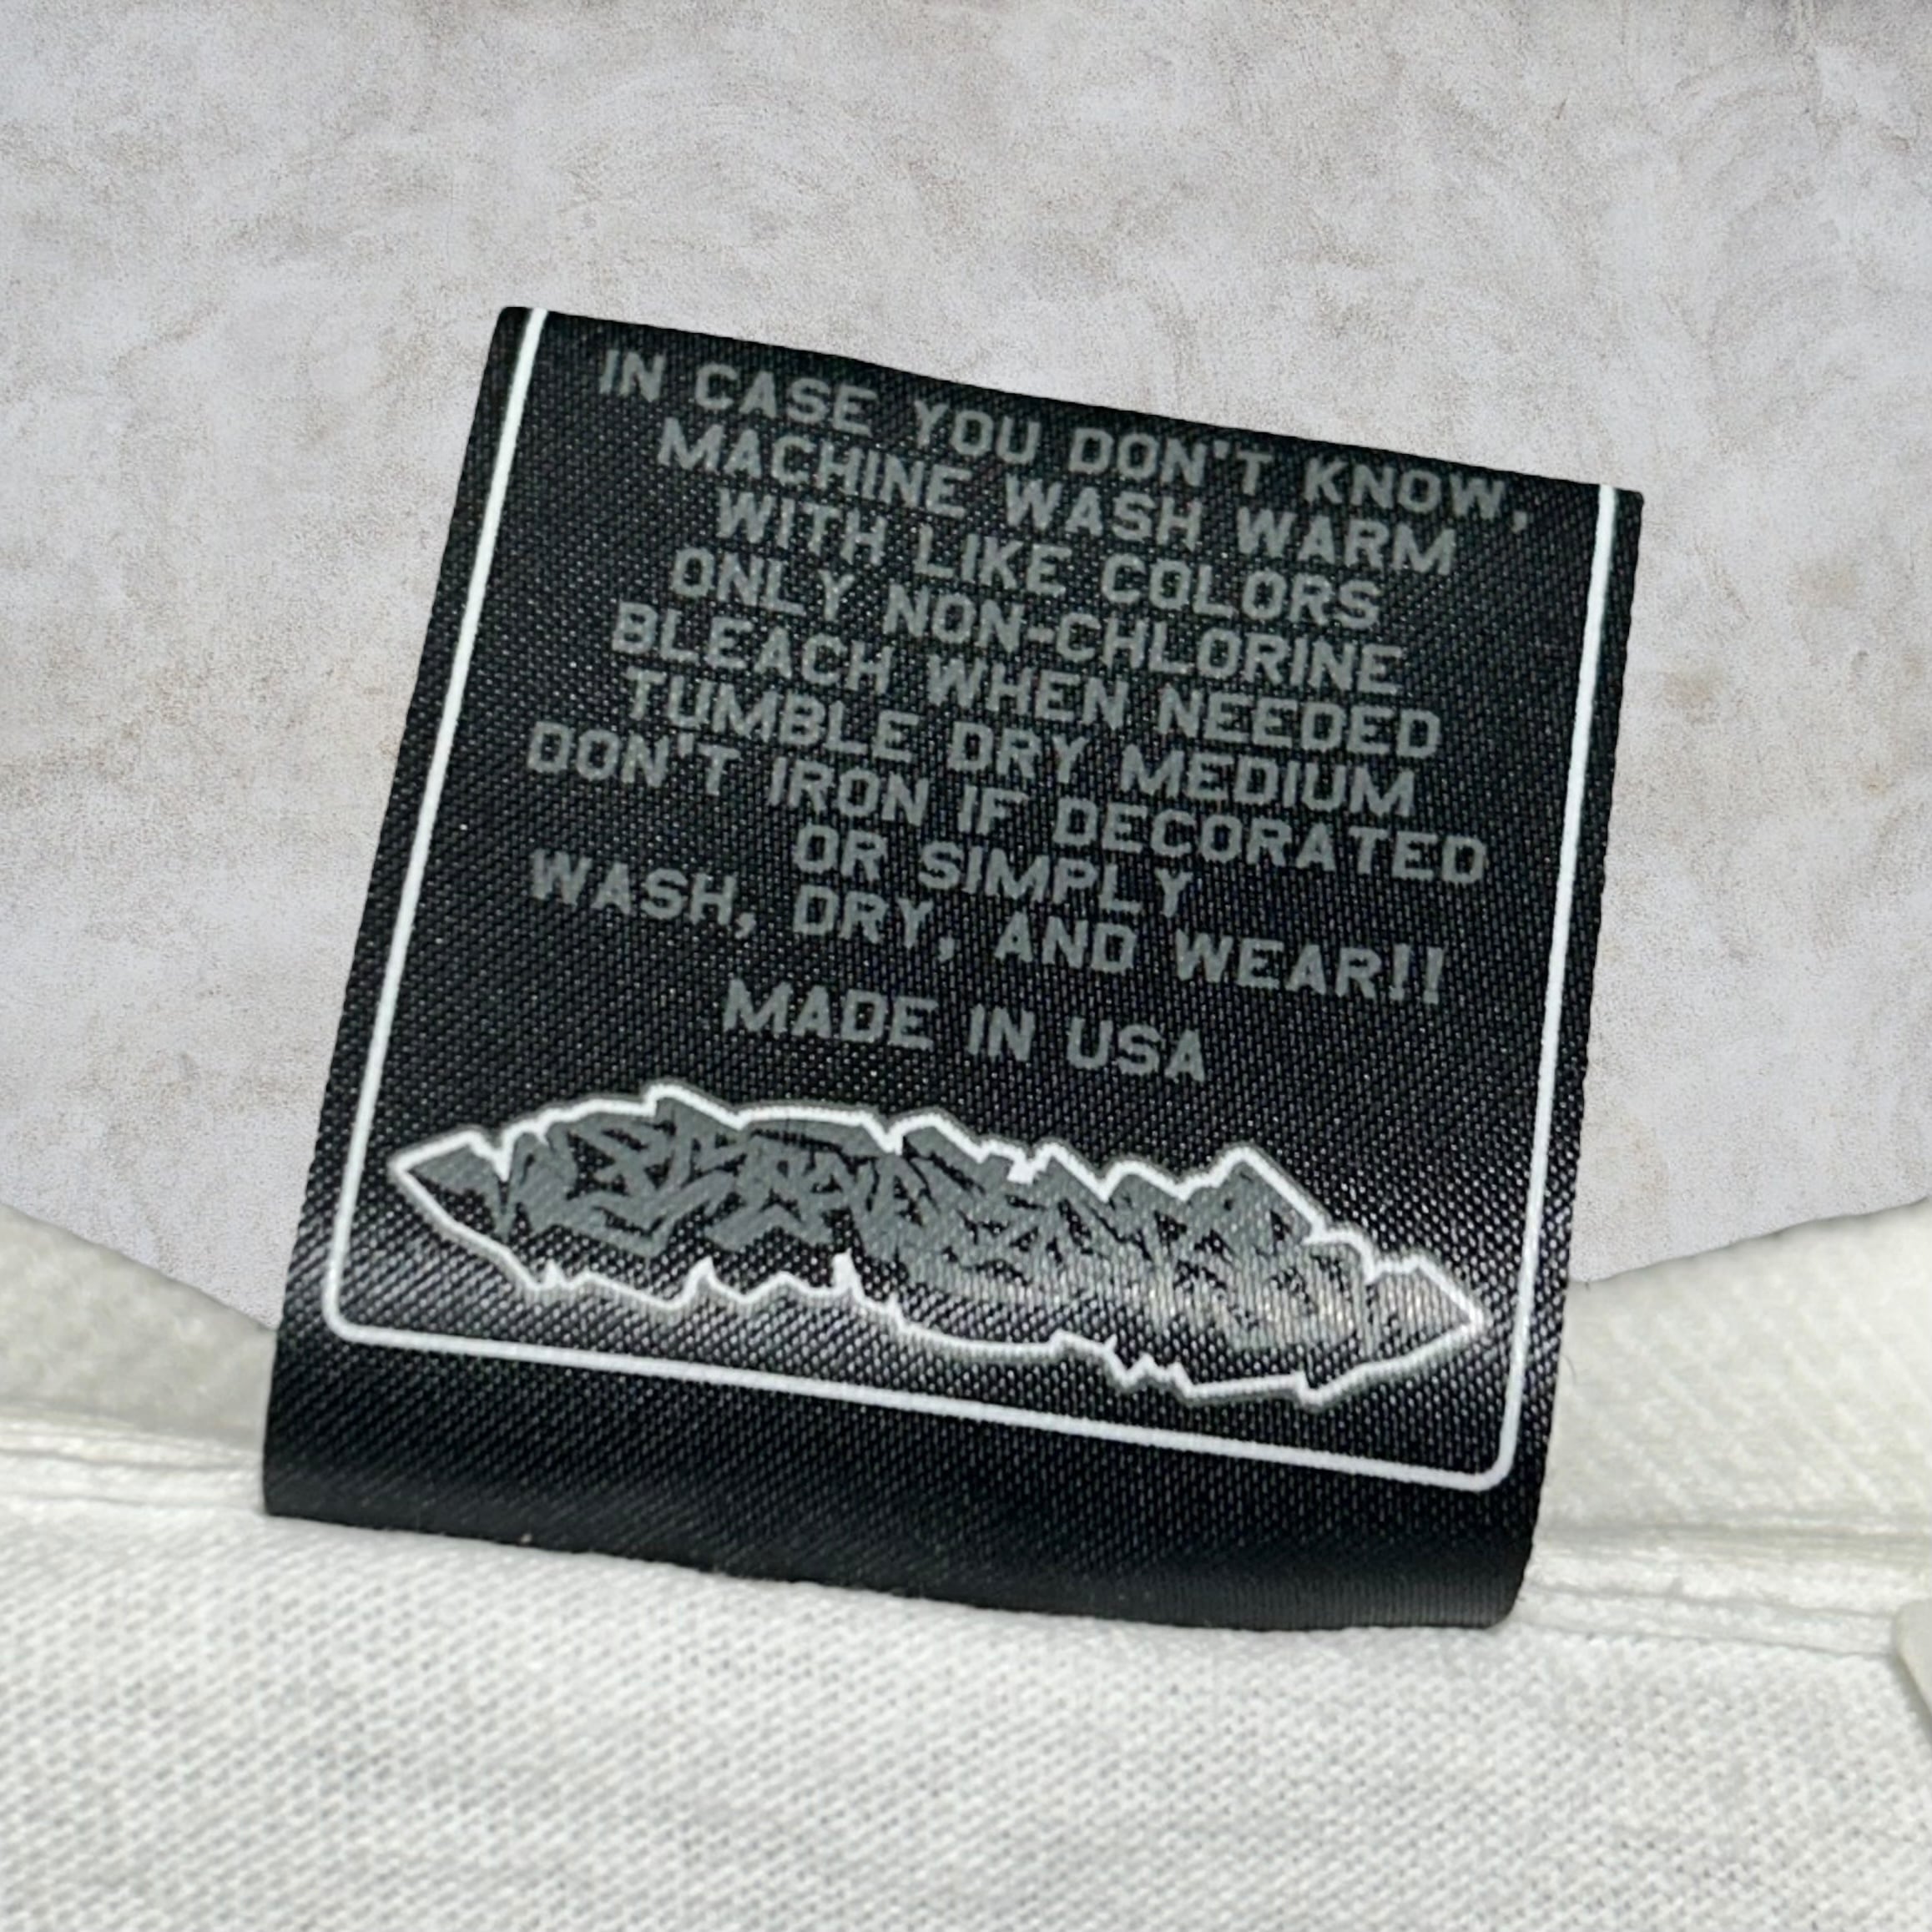 IN CASE YOU DON'T KNOW,
MACHINE WASH WARM
WITH LIKE COLORS
ONLY NON-CHLORINE
BLEACH WHEN NEEDED
TUMBLE DRY MEDIUM
DON'T IRON IF DECORATED
OR SIMPLY
WASH, DRY, AND WEAR!!
MADE IN USA